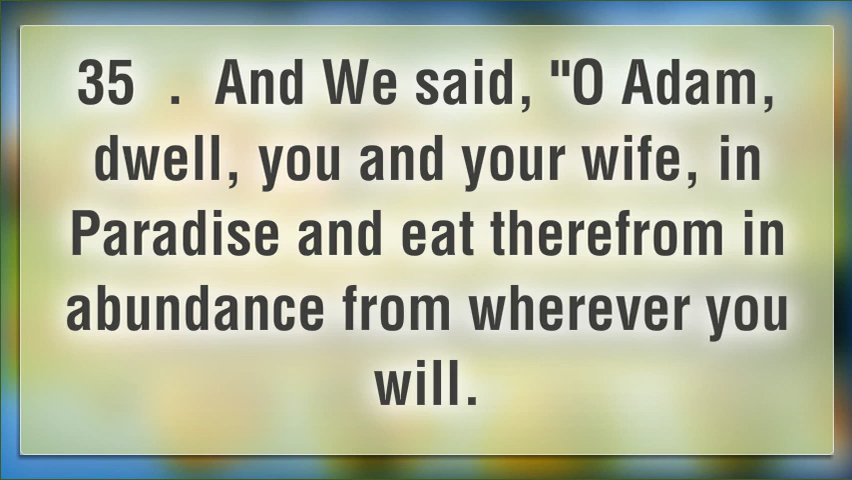 35 . And We said, "O Adam,
dwell, you and your wife, in
Paradise and eat therefrom in
abundance from wherever you
will.